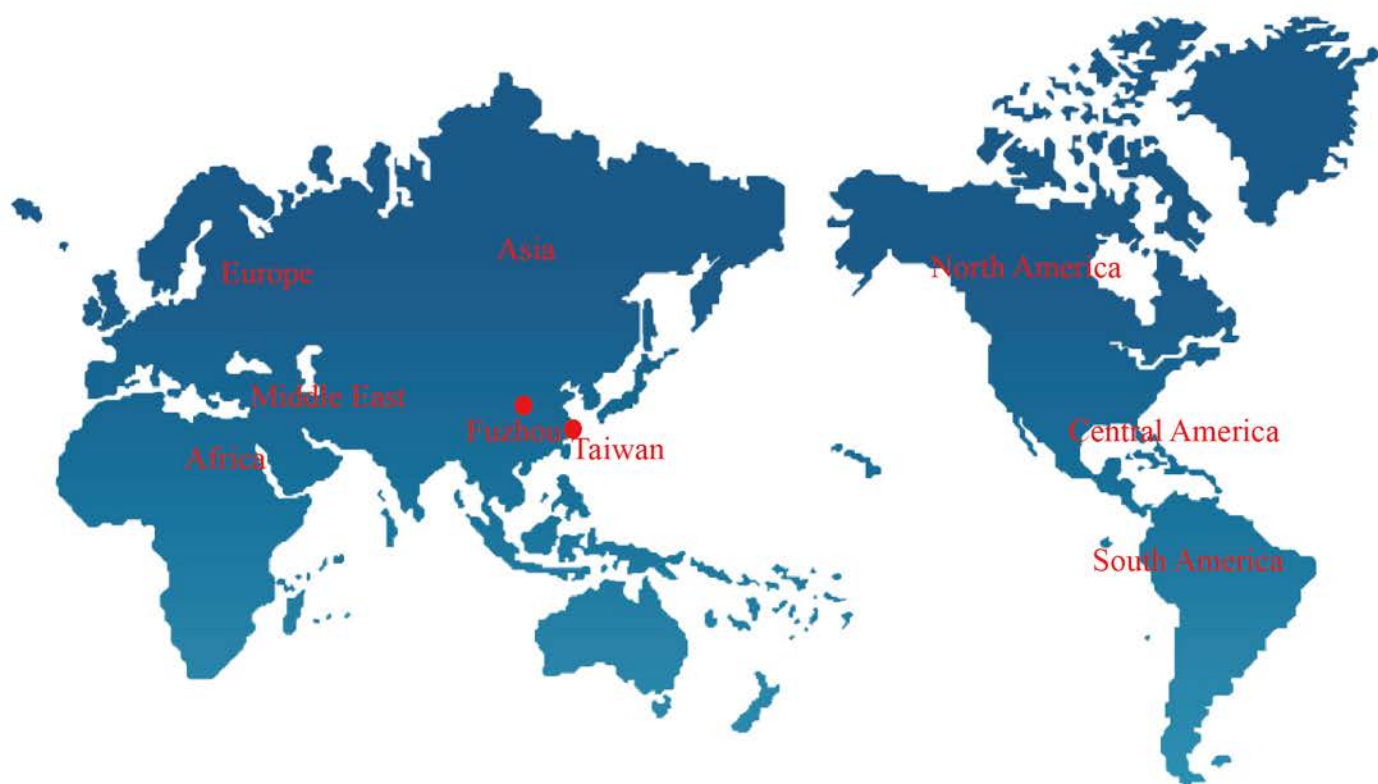 Asia
Europe
North America
Middle East
Fuzhou
Central America
Taiwan
Africa
South America